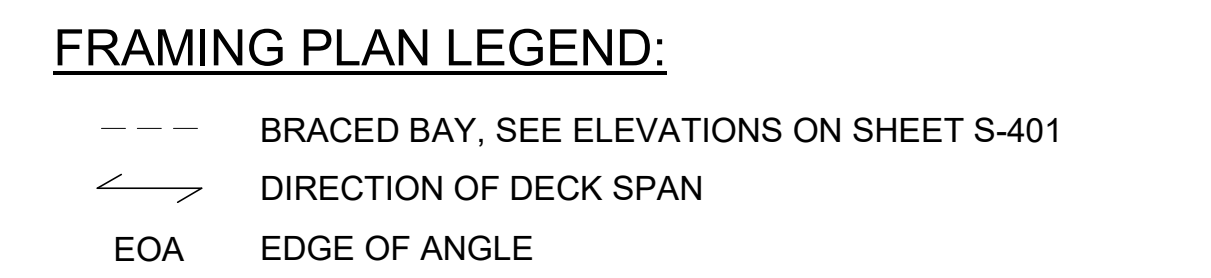 FRAMING PLAN LEGEND:
BRACED BAY, SEE ELEVATIONS ON SHEET S-401
DIRECTION OF DECK SPAN
EOA EDGE OF ANGLE